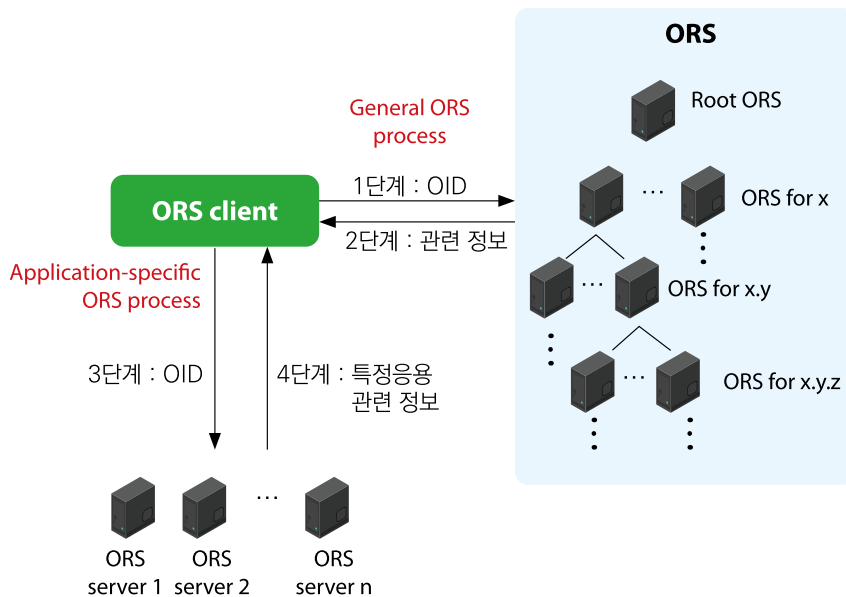 ORS
Root ORS
General ORS
process
1단계 : OID
...
ORS for x
ORS client
2단계 : 관련 정보
Application-specific
ORS process
...
ORS for x.y
3단계 : OID
4단계 : 특정응용
관련 정보
...
ORS for x.y.z
...
ORS
server 1
ORS
server 2
ORS
server n